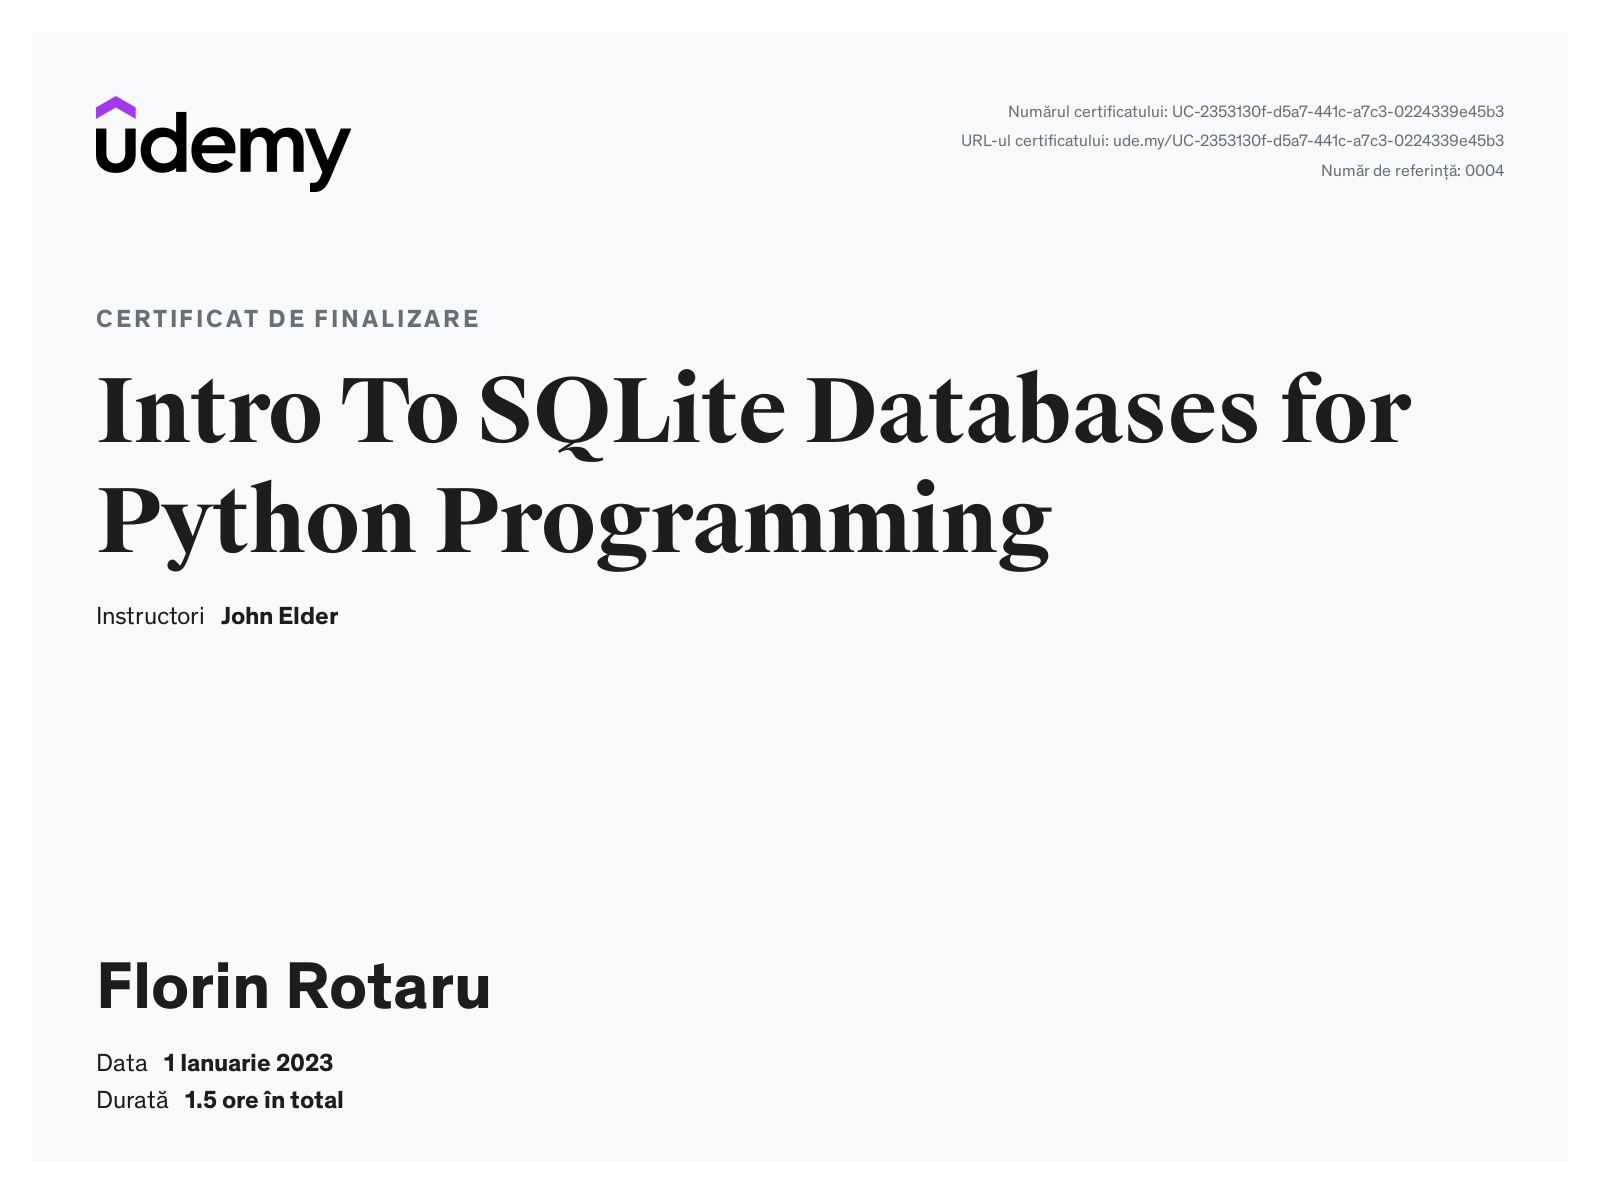 udemy
Numărul certificatului: UC-2353130f-d5a7-441c-a7c3-0224339e45b3
URL-ul certificatului: ude.my/UC-2353130f-d5a7-441c-a7c3-0224339e45b3
Număr de referință: 0004
CERTIFICAT DE FINALIZARE
Intro To SQLite Databases for
Python Programming
Instructori John Elder
Florin Rotaru
Data 1 Ianuarie 2023
Durată 1.5 ore în total